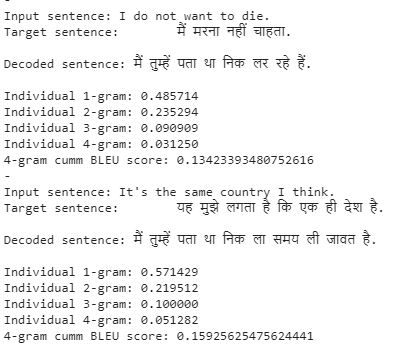 -
Input sentence: I do not want to die.
Target sentence: मैं मरना नहीं चाहता.
Decoded sentence: मैं तुम्हें पता था निक लर रहे हैं.
Individual 1-gram: 0.485714
Individual 2-gram: 0.235294
Individual 3-gram: 0.090909
Individual 4-gram: 0.031250
4-gram cumm BLEU score: 0.13423393480752616
-
Input sentence: It's the same country I think.
Target sentence: यह मुझे लगता है कि एक ही देश है.
Decoded sentence: मैं तुम्हें पता था निक ला समय ली जावत है.
Individual 1-gram: 0.571429
Individual 2-gram: 0.219512
Individual 3-gram: 0.100000
Individual 4-gram: 0.051282
4-gram cumm BLEU score: 0.15925625475624441